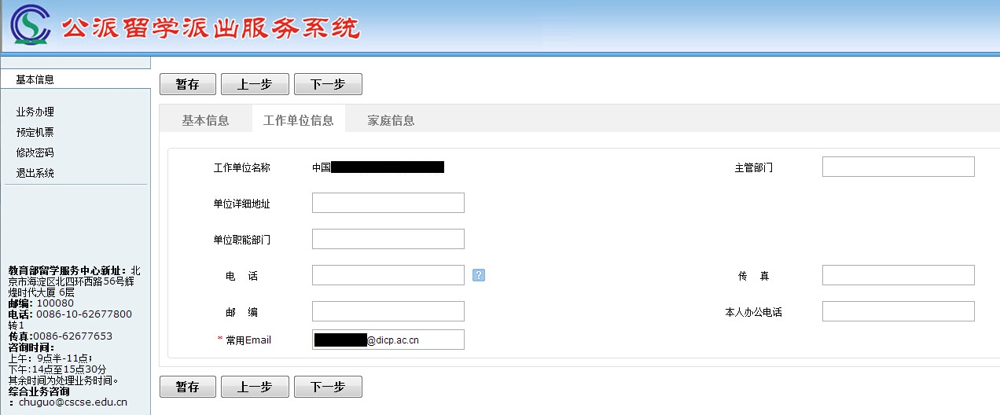 公派留学派出服务系统
基本信息
业务办理
预定机票
修改密码
退出系统
教育部留学服务中心新址：北
京市海淀区北四环西路56号辉
煌时代大厦 6层
邮编: 100080
电话: 0086-10-62677800
转1
传真:0086-62677653
咨询时间：
上午：9点半-11点；
下午:14点至15点30分
其余时间为处理业务时间。
综合业务咨询
：chuguo@cscse.edu.cn
暂存 上一步 下一步
基本信息 工作单位信息 家庭信息
工作单位名称 中国 主管部门
单位详细地址
单位职能部门
电 话 ? 传 真
邮 编 本人办公电话
* 常用Email @dicp.ac.cn
暂存 上一步 下一步